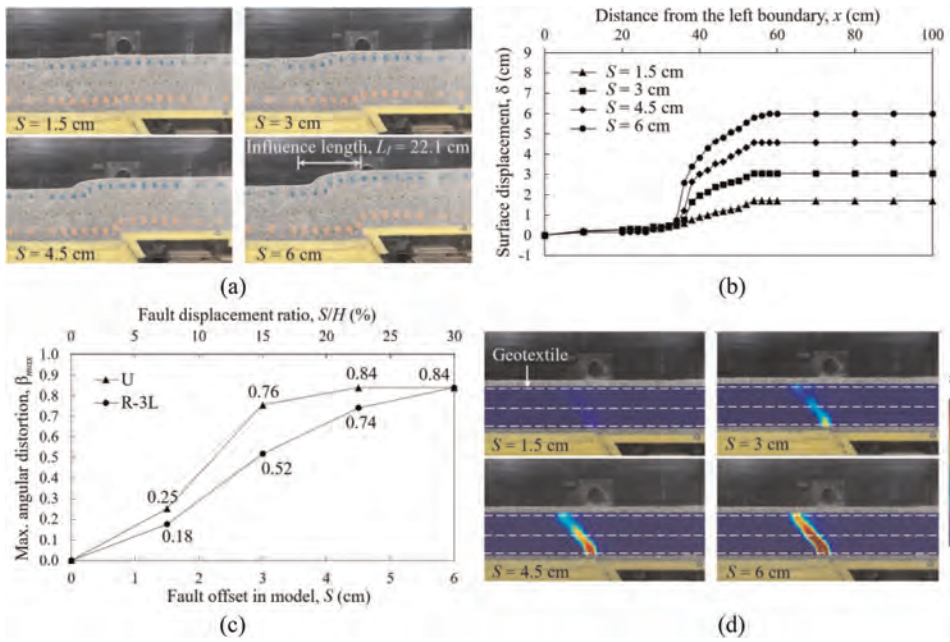 S = 1.5 cm
S = 3 cm
Influence length, Lf = 22.1 cm
S = 4.5 cm
S = 6 cm
(a)
Distance from the left boundary, x (cm)
0 20 40 60 80 100
Surface displacement, δ (cm)
9
8
7
6
5
4
3
2
1
0
-1
S = 1.5 cm
S = 3 cm
S = 4.5 cm
S = 6 cm
(b)
Fault displacement ratio, S/H (%)
0 5 10 15 20 25 30
Max. angular distortion, βmax
1.0
0.9
0.8
0.7
0.6
0.5
0.4
0.3
0.2
0.1
0.0
U
R-3L
0.25
0.76
0.84
0.84
0.18
0.52
0.74
0 1 2 3 4 5 6
Fault offset in model, S (cm)
(c)
Geotextile
S = 1.5 cm
S = 3 cm
S = 4.5 cm
S = 6 cm
(d)